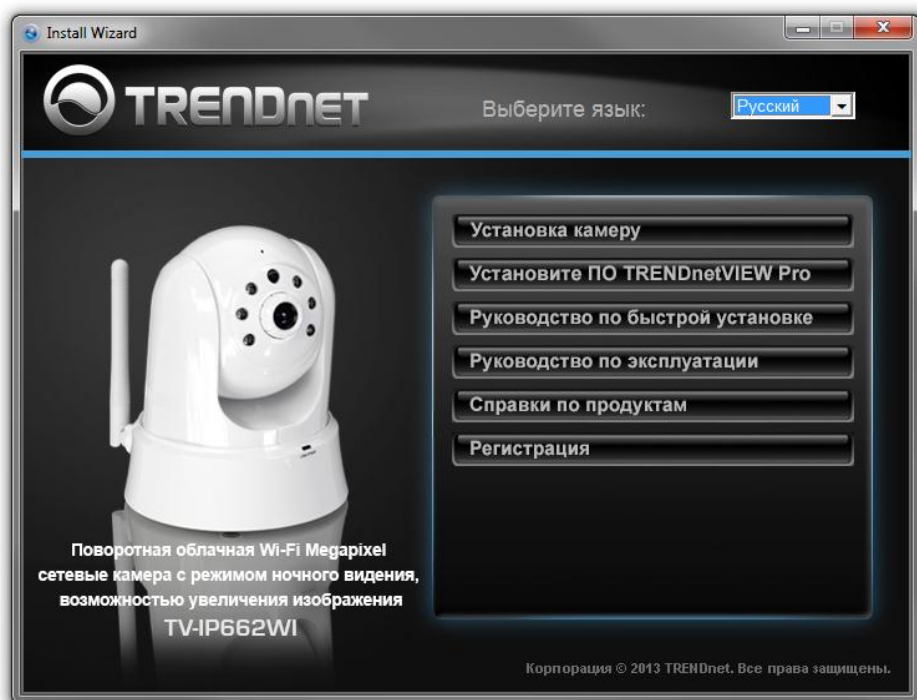 Install Wizard
TRENDNET
Выберите язык:
Русский
Установка камеру
Установите ПО TRENDnetVIEW Pro
Руководство по быстрой установке
Руководство по эксплуатации
Справки по продуктам
Регистрация
Поворотная облачная Wi-Fi Megapixel
сетевые камера с режимом ночного видения,
возможностью увеличения изображения
TV-IP662WI
Корпорация © 2013 TRENDnet. Все права защищены.